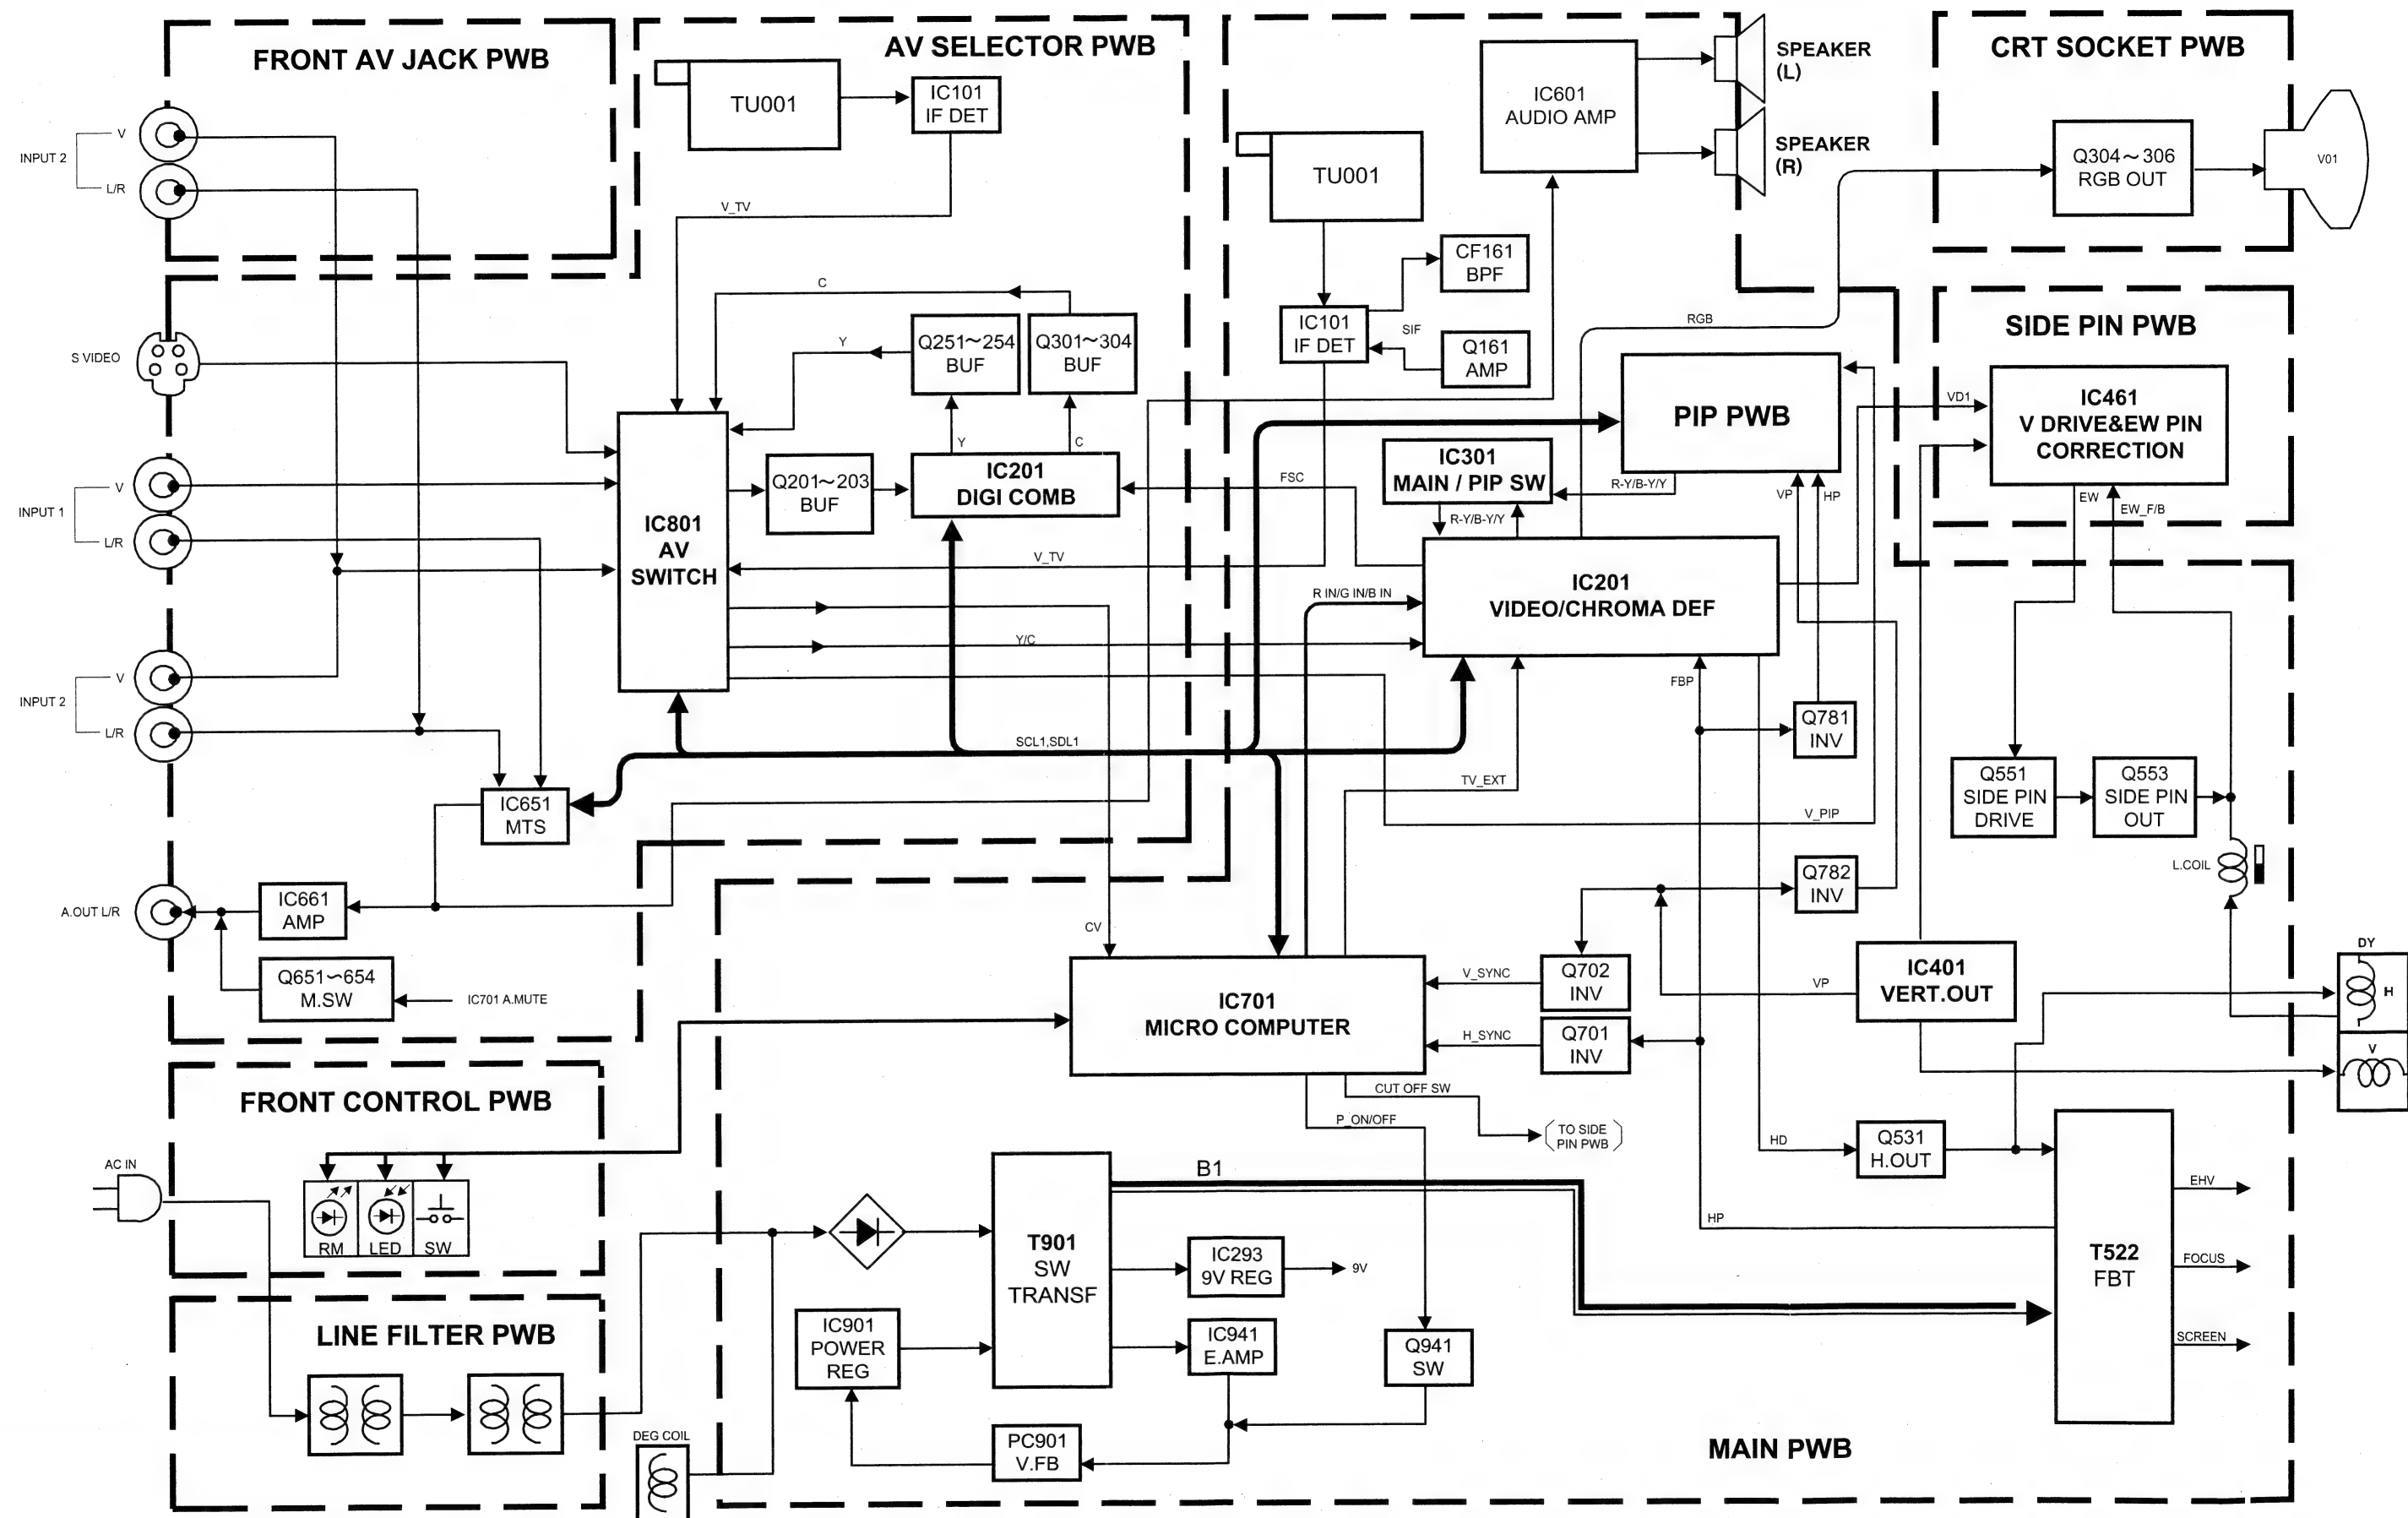 FRONT AV JACK PWB
INPUT 2
V
L/R
AV SELECTOR PWB
TU001
IC101
IF DET
V_TV
S VIDEO
C
Y
Q251～254
BUF
Q301～304
BUF
Y
C
INPUT 1
V
L/R
IC801
AV
SWITCH
Q201～203
BUF
IC201
DIGI COMB
FSC
V_TV
Y/C
INPUT 2
V
L/R
SCL1,SDL1
IC651
MTS
A.OUT L/R
IC661
AMP
Q651～654
M.SW
IC701 A.MUTE
IC601
AUDIO AMP
SPEAKER
(L)
SPEAKER
(R)
TU001
CF161
BPF
IC101
IF DET
SIF
Q161
AMP
RGB
PIP PWB
IC301
MAIN / PIP SW
R-Y/B-Y/Y
R-Y/B-Y/Y
VP
HP
R IN/G IN/B IN
IC201
VIDEO/CHROMA DEF
FBP
Q781
INV
TV_EXT
V_PIP
Q782
INV
CRT SOCKET PWB
Q304～306
RGB OUT
V01
SIDE PIN PWB
VD1
IC461
V DRIVE&EW PIN
CORRECTION
EW
EW_F/B
Q551
SIDE PIN
DRIVE
Q553
SIDE PIN
OUT
L.COIL
CV
IC701
MICRO COMPUTER
V_SYNC
Q702
INV
H_SYNC
Q701
INV
VP
IC401
VERT.OUT
DY
H
V
CUT OFF SW
P_ON/OFF
TO SIDE
PIN PWB
HD
Q531
H.OUT
HP
T522
FBT
EHV
FOCUS
SCREEN
FRONT CONTROL PWB
AC IN
RM
LED
SW
LINE FILTER PWB
DEG COIL
B1
T901
SW
TRANSF
IC293
9V REG
9V
IC901
POWER
REG
IC941
E.AMP
Q941
SW
PC901
V.FB
MAIN PWB